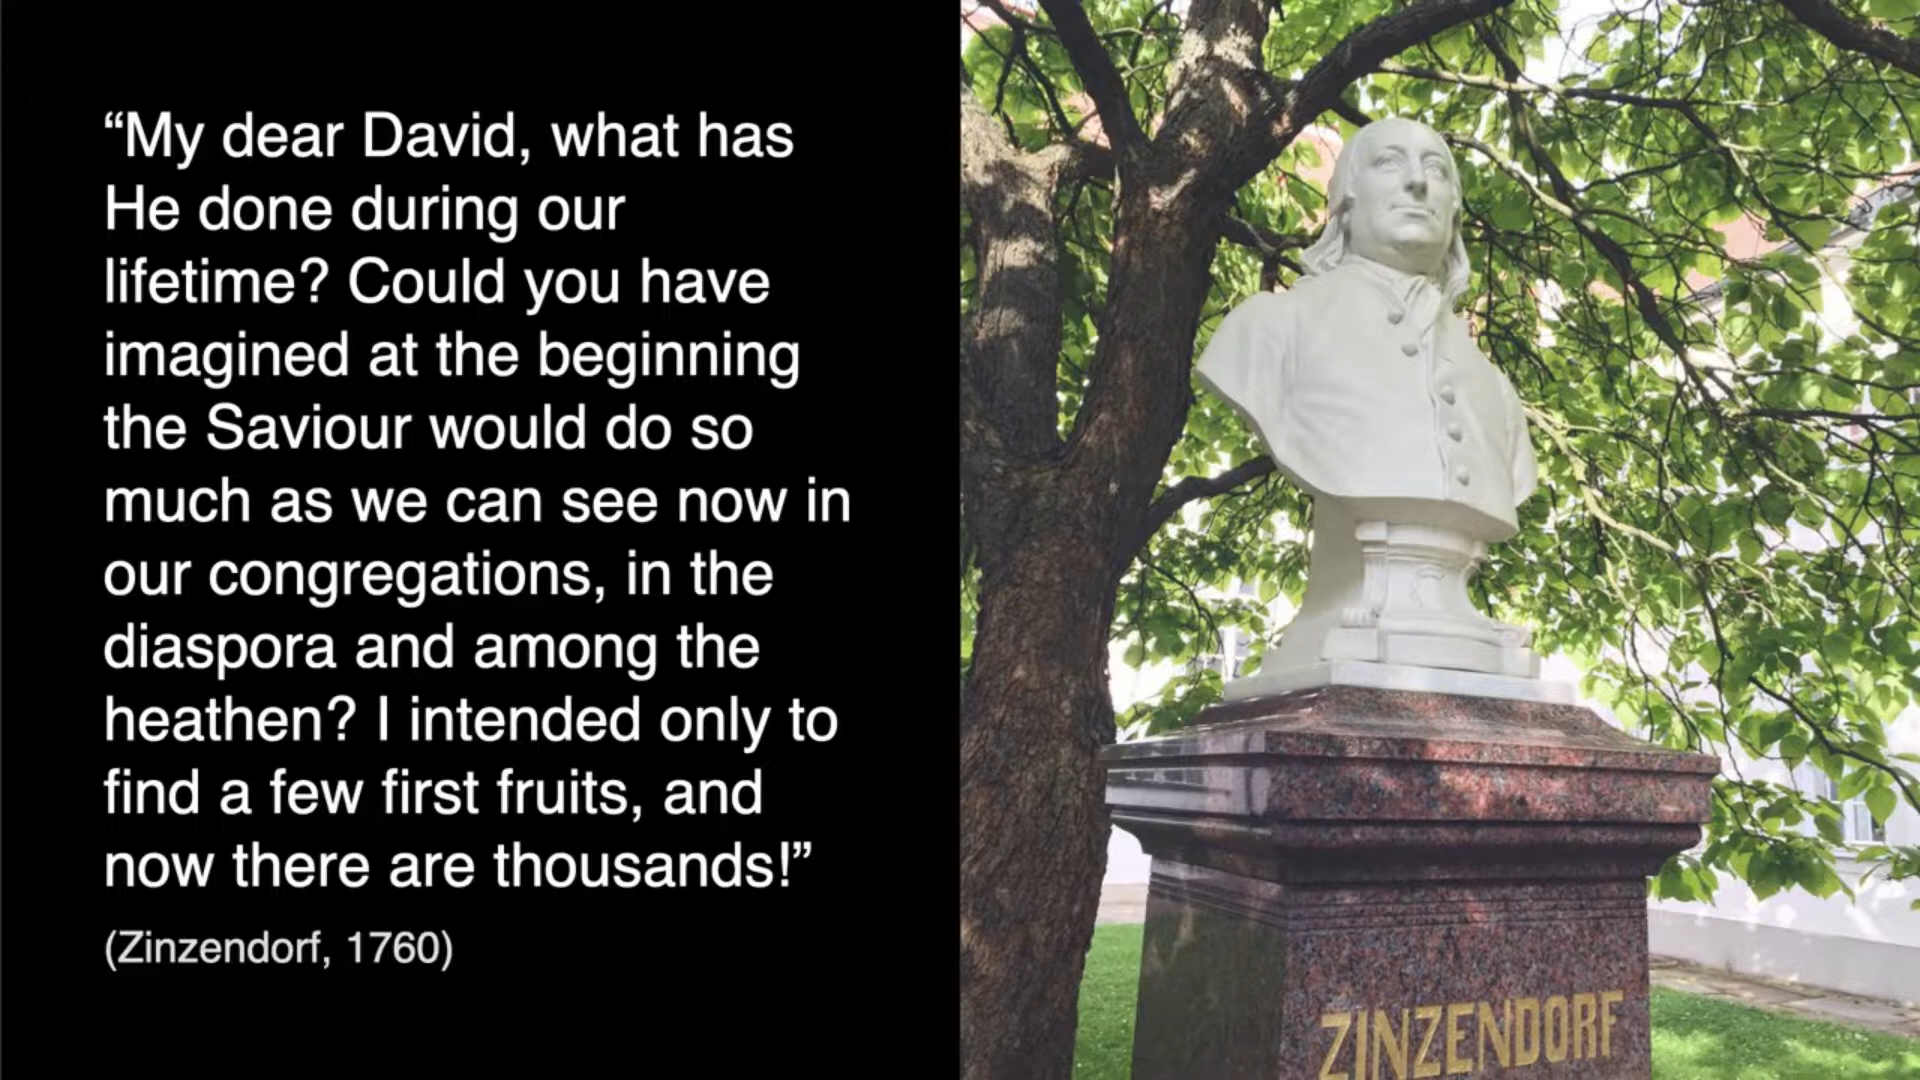 “My dear David, what has
He done during our
lifetime? Could you have
imagined at the beginning
the Saviour would do so
much as we can see now in
our congregations, in the
diaspora and among the
heathen? I intended only to
find a few first fruits, and
now there are thousands!”
(Zinzendorf, 1760)
ZINZENDORF